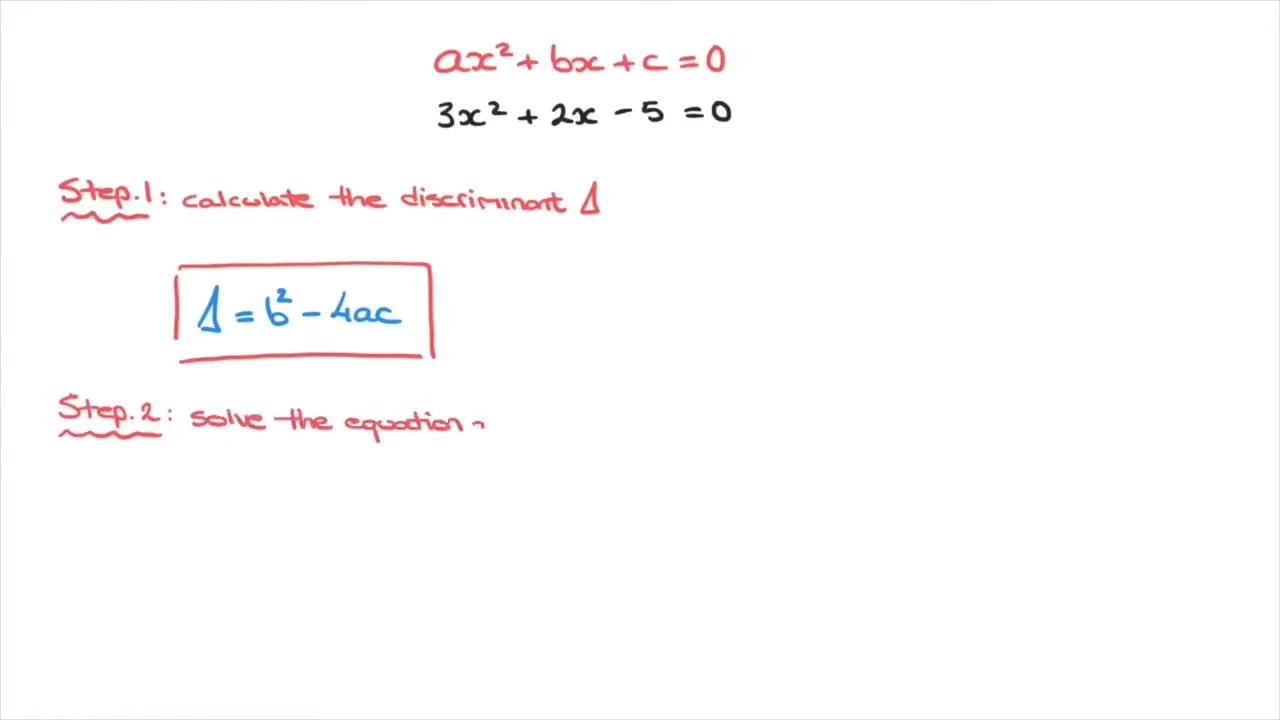 ax² + bx + c = 0
3x² + 2x - 5 = 0
Step.1: calculate the discriminant Δ
Δ = b² - 4ac
Step.2: solve the equation